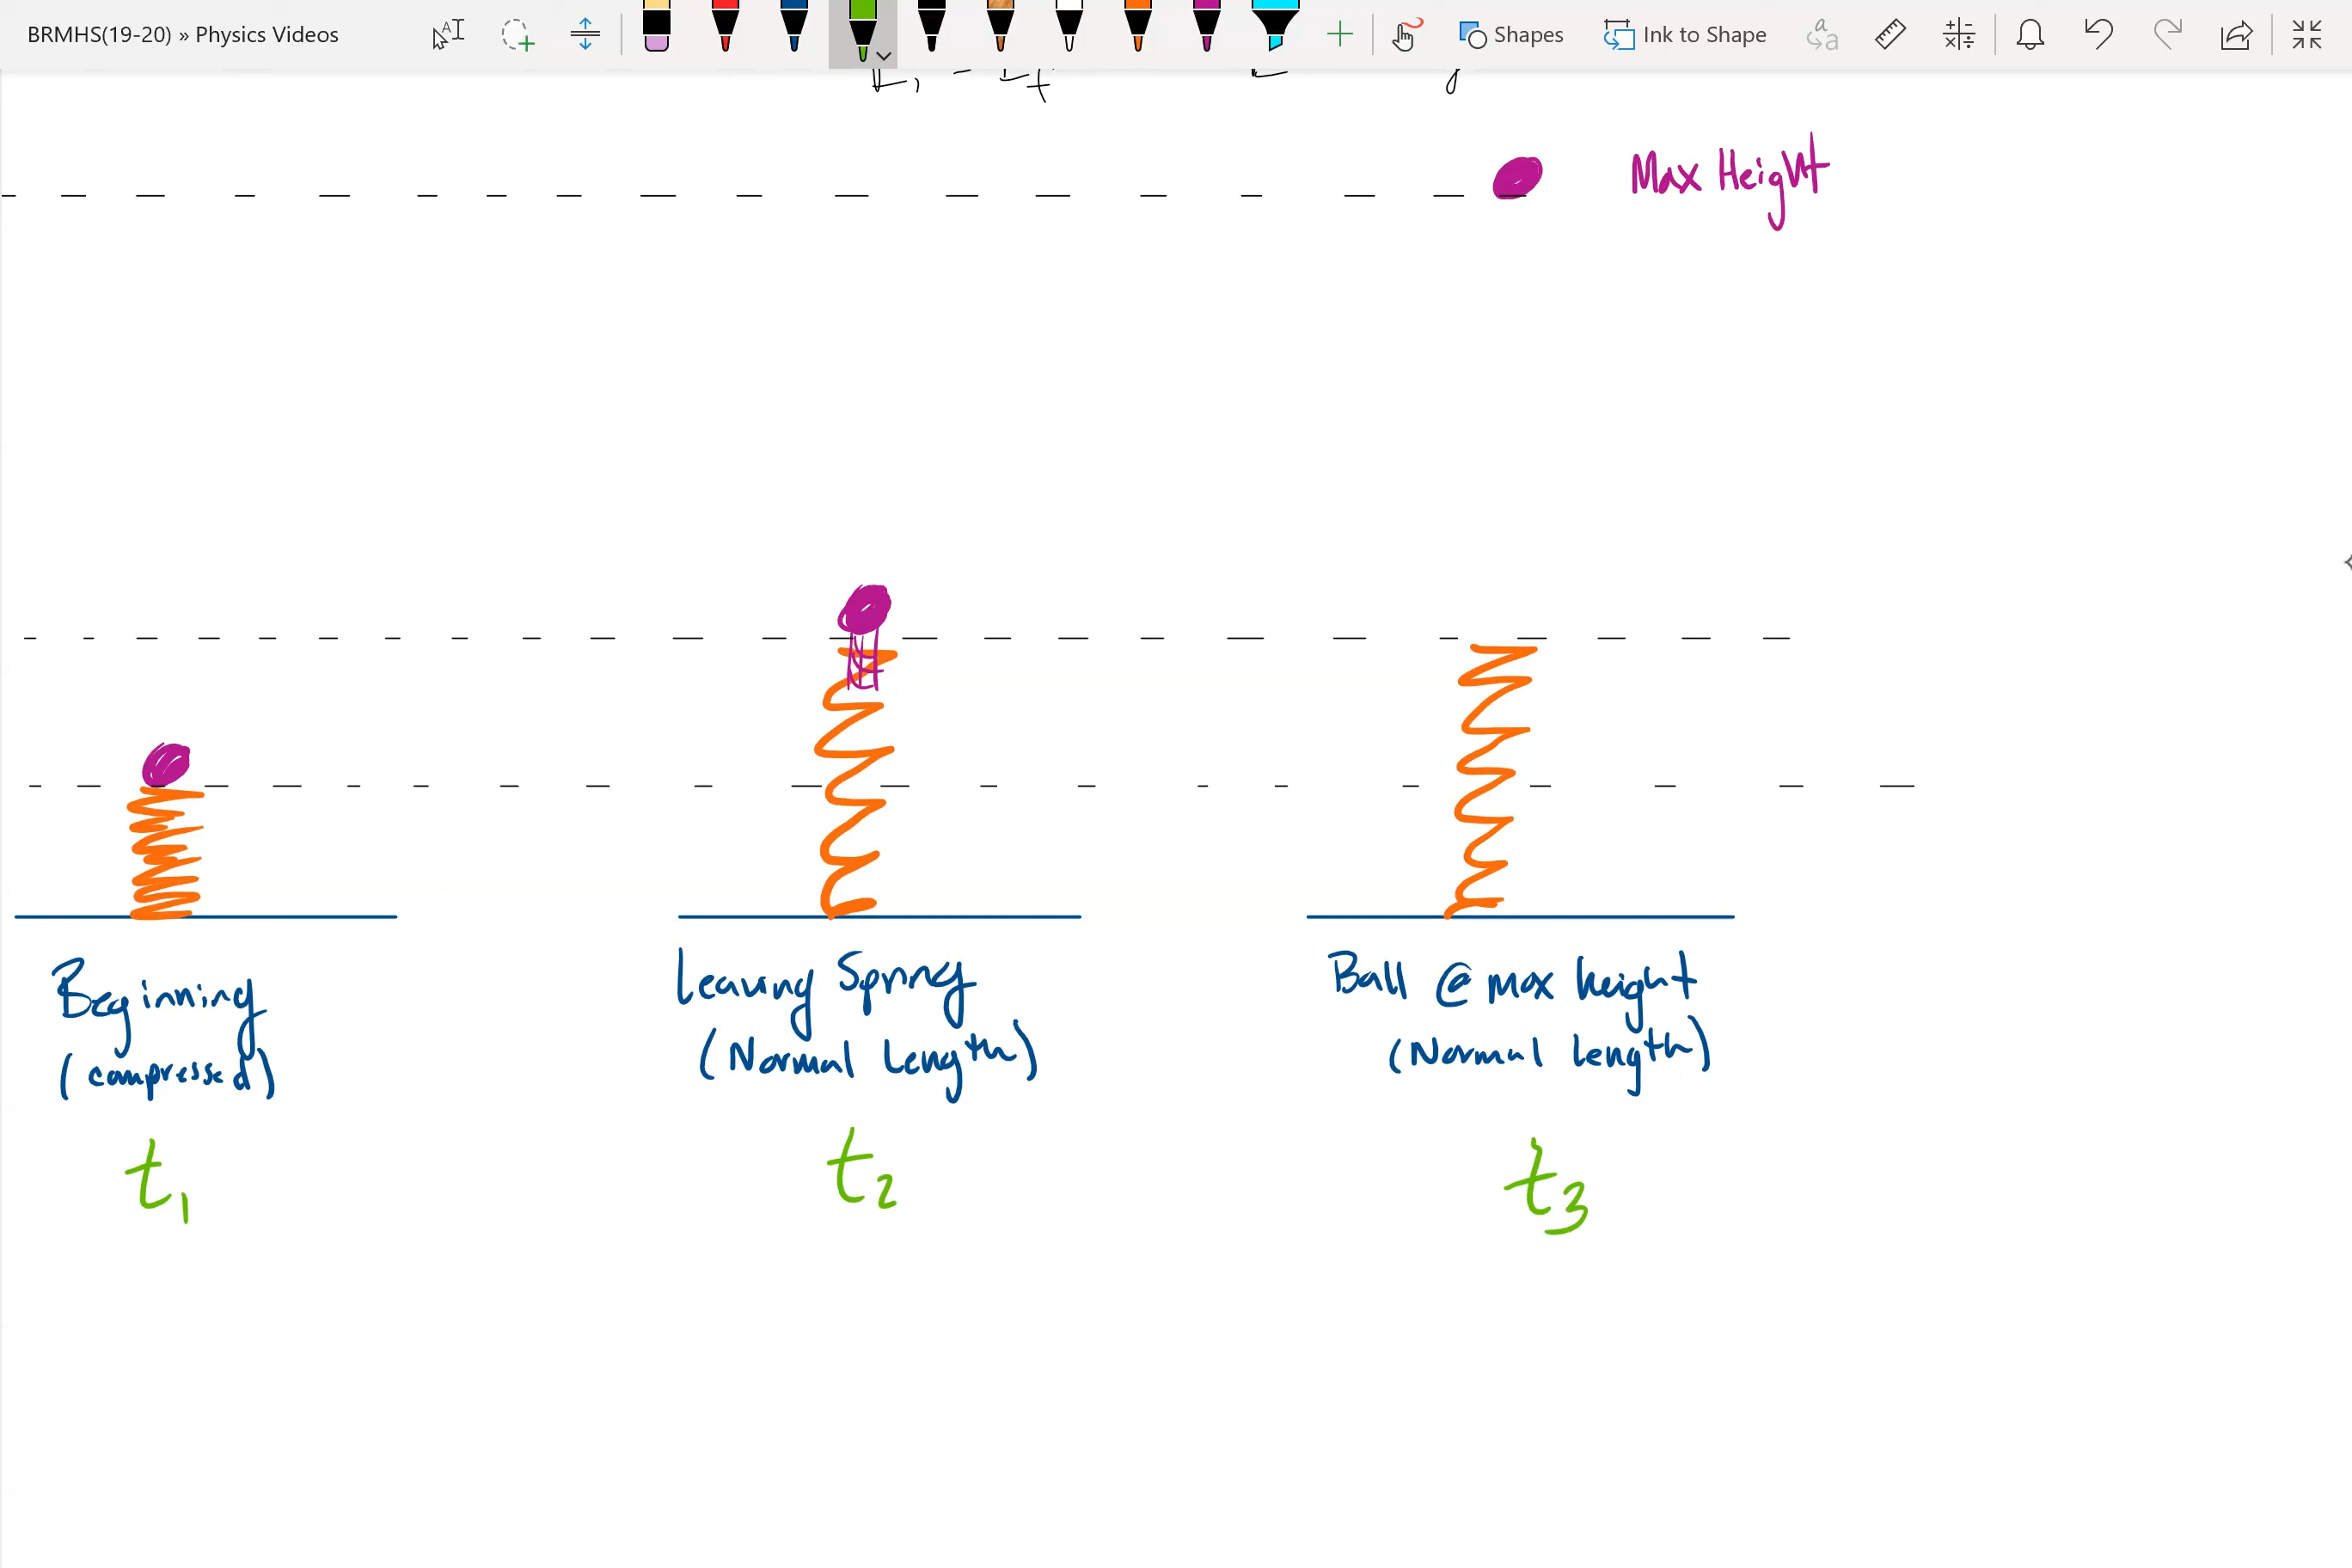 BRMHS(19-20) » Physics Videos
Shapes
Ink to Shape
Max Height
Beginning
(compressed)
Leaving Spring
(Normal Length)
Ball @ max height
(Normal Length)
t₁
t₂
t₃